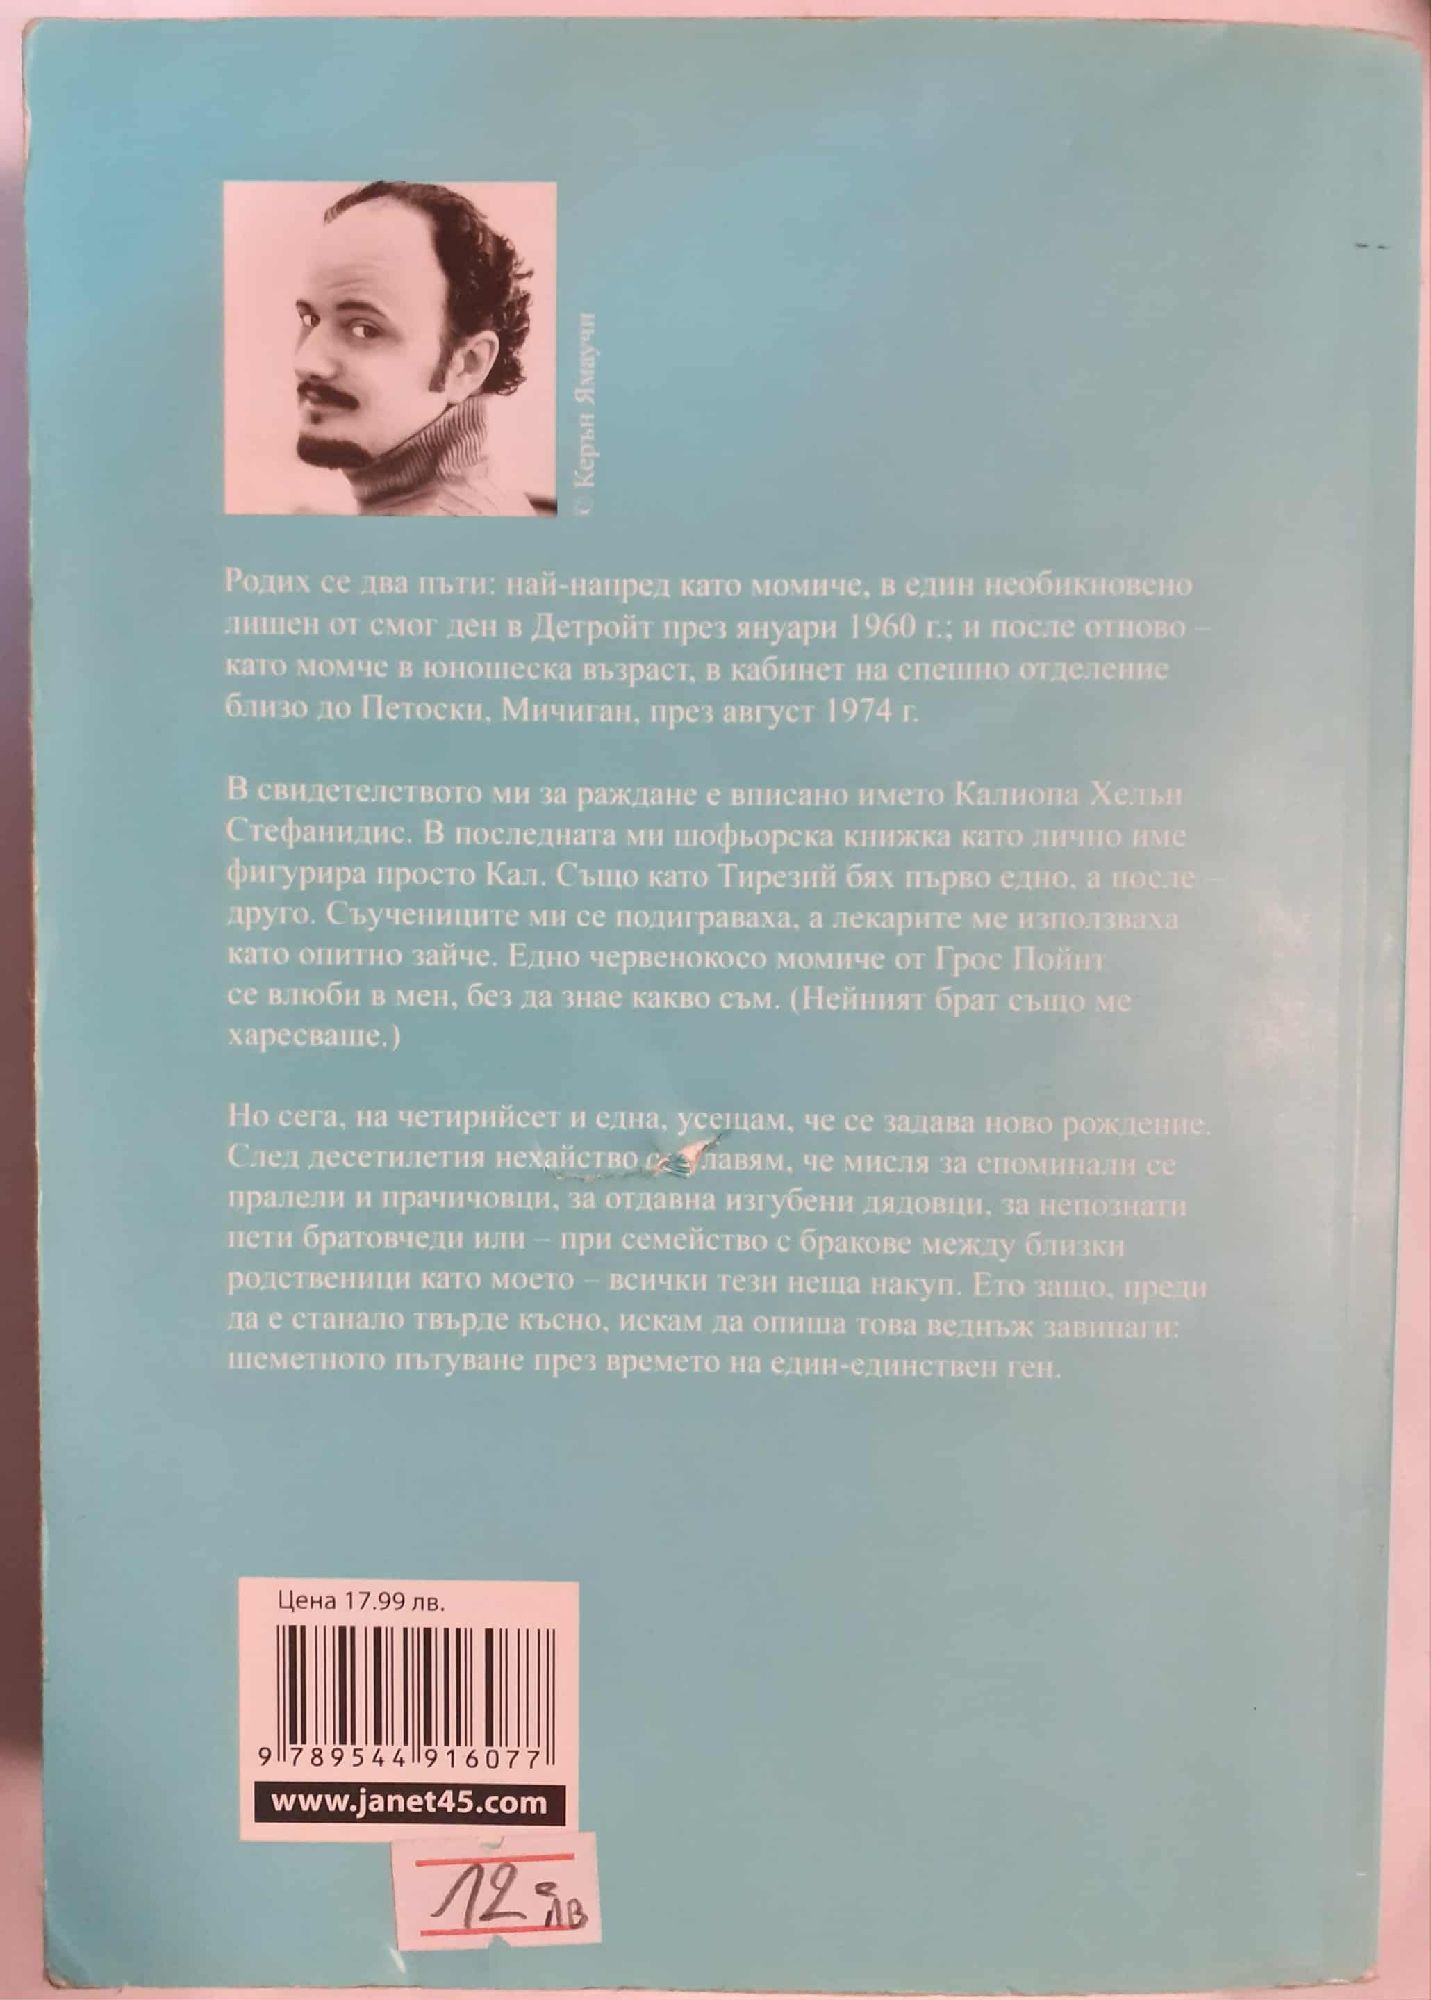 © Керън Ямаучи
Родих се два пъти: най-напред като момиче, в един необикновено
лишен от смог ден в Детройт през януари 1960 г.; и после отново –
като момче в юношеска възраст, в кабинет на спешно отделение
близо до Петоски, Мичиган, през август 1974 г.
В свидетелството ми за раждане е вписано името Калиопа Хелън
Стефанидис. В последната ми шофьорска книжка като лично име
фигурира просто Кал. Също като Тирезий бях първо едно, а после –
друго. Съучениците ми се подиграваха, а лекарите ме използваха
като опитно зайче. Едно червенокосо момиче от Грос Пойнт
се влюби в мен, без да знае какво съм. (Нейният брат също ме
харесваше.)
Но сега, на четирийсет и една, усещам, че се задава ново рождение.
След десетилетия нехайство лавям, че мисля за споминали се
пралели и прачичовци, за отдавна изгубени дядовци, за непознати
пети братовчеди или – при семейство с бракове между близки
родственици като моето – всички тези неща накуп. Ето защо, преди
да е станало твърде късно, искам да опиша това веднъж завинаги:
шеметното пътуване през времето на един-единствен ген.
Цена 17.99 лв.
9 789544 916077
www.janet45.com
12 лв